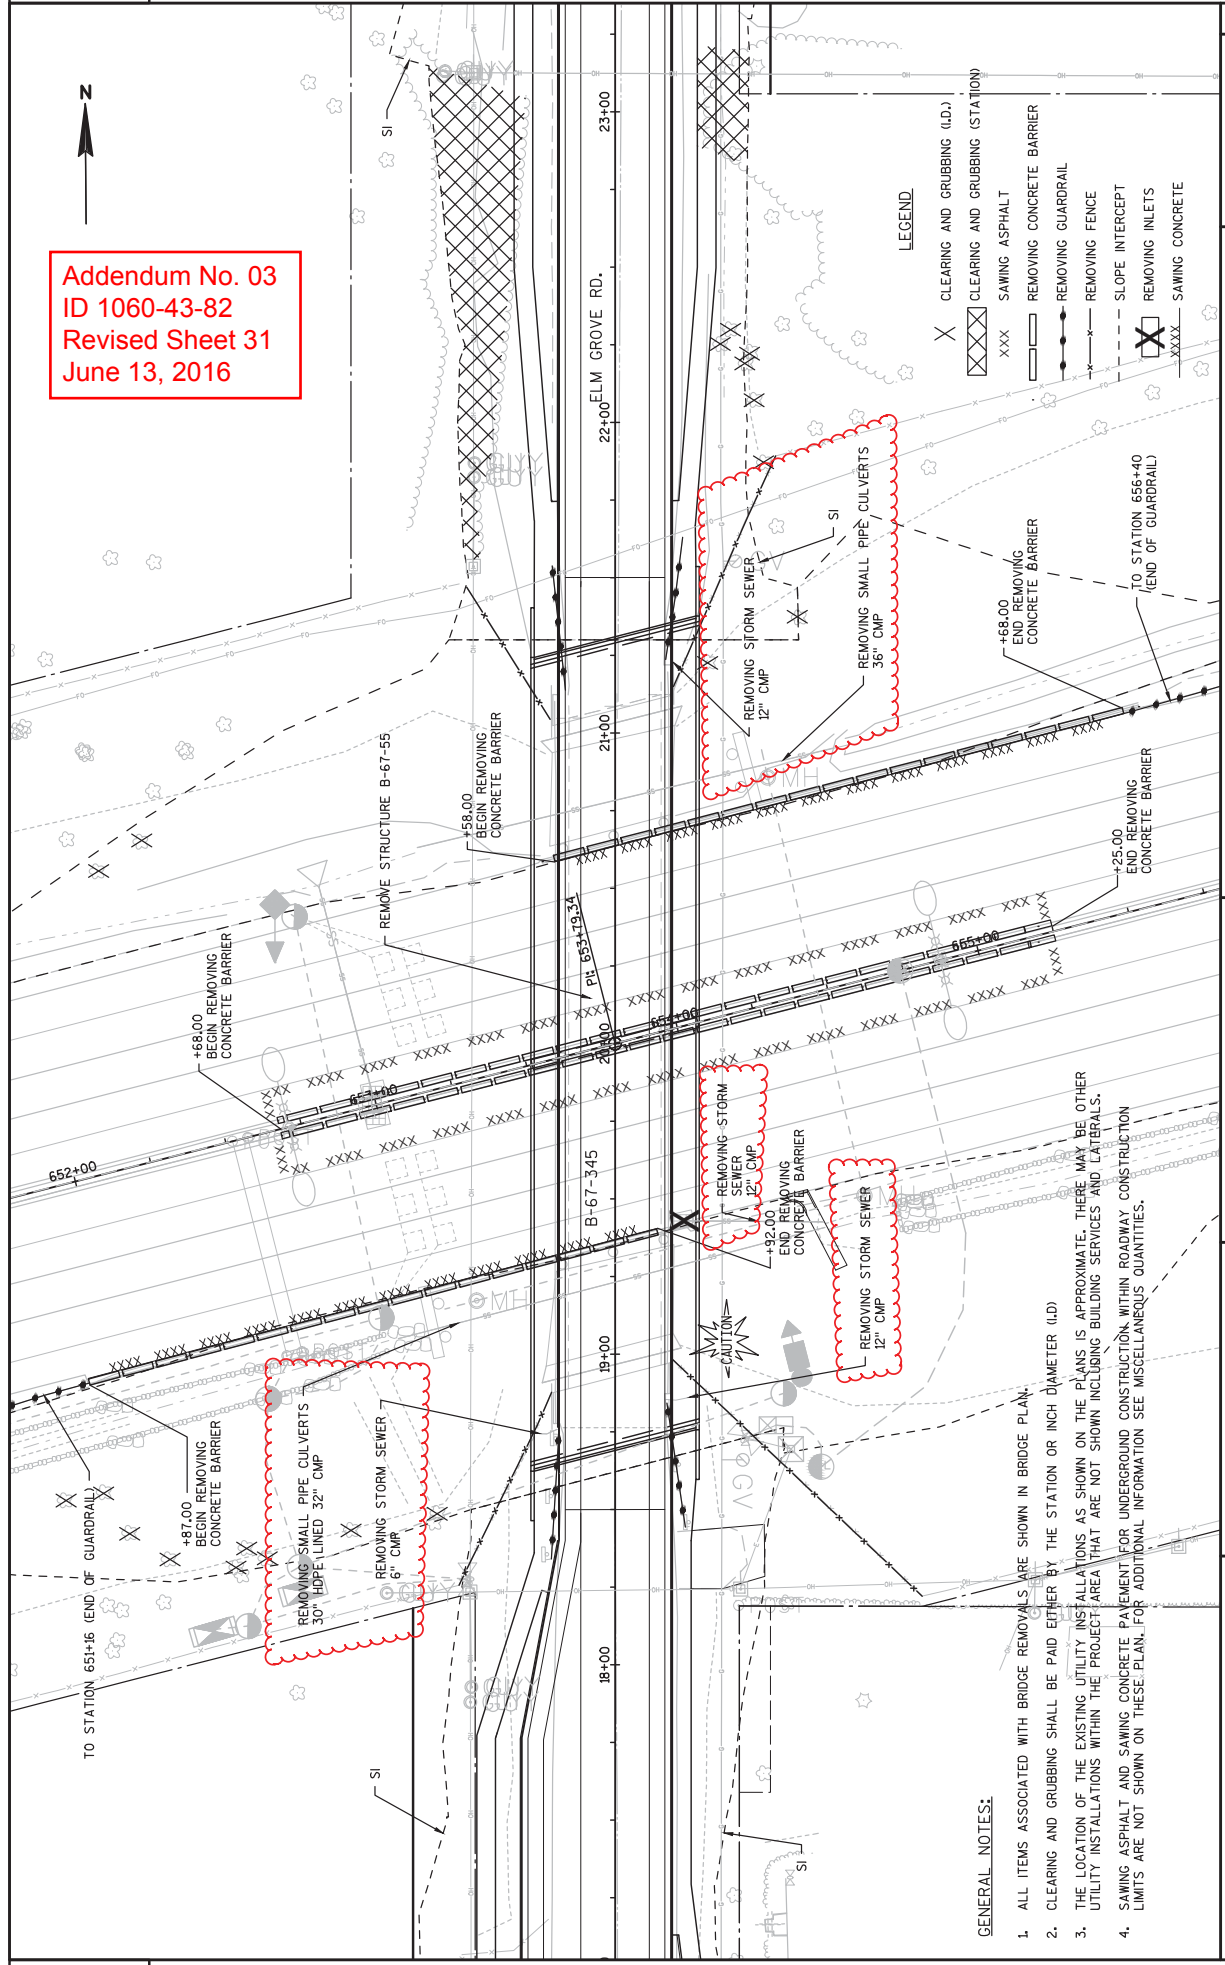 Addendum No. 03
ID 1060-43-82
Revised Sheet 31
June 13, 2016
N
SI
23+00
ELM GROVE RD.
22+00
LEGEND
CLEARING AND GRUBBING (I.D.)
CLEARING AND GRUBBING (STATION)
XXX SAWING ASPHALT
REMOVING CONCRETE BARRIER
REMOVING GUARDRAIL
REMOVING FENCE
SLOPE INTERCEPT
REMOVING INLETS
XXXX SAWING CONCRETE
REMOVING STORM SEWER
12" CMP
SI
REMOVING SMALL PIPE CULVERTS
36" CMP
+68.00
END REMOVING
CONCRETE BARRIER
TO STATION 656+40
(END OF GUARDRAIL)
21+00
+58.00
BEGIN REMOVING
CONCRETE BARRIER
REMOVE STRUCTURE B-67-55
PI: 653+79.34
+68.00
BEGIN REMOVING
CONCRETE BARRIER
652+00
653+00
654+00
655+00
20+00
+25.00
END REMOVING
CONCRETE BARRIER
B-67-345
REMOVING STORM
SEWER
12" CMP
+92.00
END REMOVING
CONCRETE BARRIER
REMOVING STORM SEWER
12" CMP
CAUTION
MH
MH
GV
19+00
TO STATION 651+16 (END OF GUARDRAIL)
+87.00
BEGIN REMOVING
CONCRETE BARRIER
REMOVING SMALL PIPE CULVERTS
30" HDPE LINED 32" CMP
REMOVING STORM SEWER
6" CMP
18+00
SI
SI
GENERAL NOTES:
1. ALL ITEMS ASSOCIATED WITH BRIDGE REMOVALS ARE SHOWN IN BRIDGE PLAN.
2. CLEARING AND GRUBBING SHALL BE PAID EITHER BY THE STATION OR INCH DIAMETER (I.D)
3. THE LOCATION OF THE EXISTING UTILITY INSTALLATIONS AS SHOWN ON THE PLANS IS APPROXIMATE. THERE MAY BE OTHER
UTILITY INSTALLATIONS WITHIN THE PROJECT AREA THAT ARE NOT SHOWN INCLUDING BUILDING SERVICES AND LATERALS.
4. SAWING ASPHALT AND SAWING CONCRETE PAVEMENT FOR UNDERGROUND CONSTRUCTION WITHIN ROADWAY CONSTRUCTION
LIMITS ARE NOT SHOWN ON THESE PLAN. FOR ADDITIONAL INFORMATION SEE MISCELLANEOUS QUANTITIES.